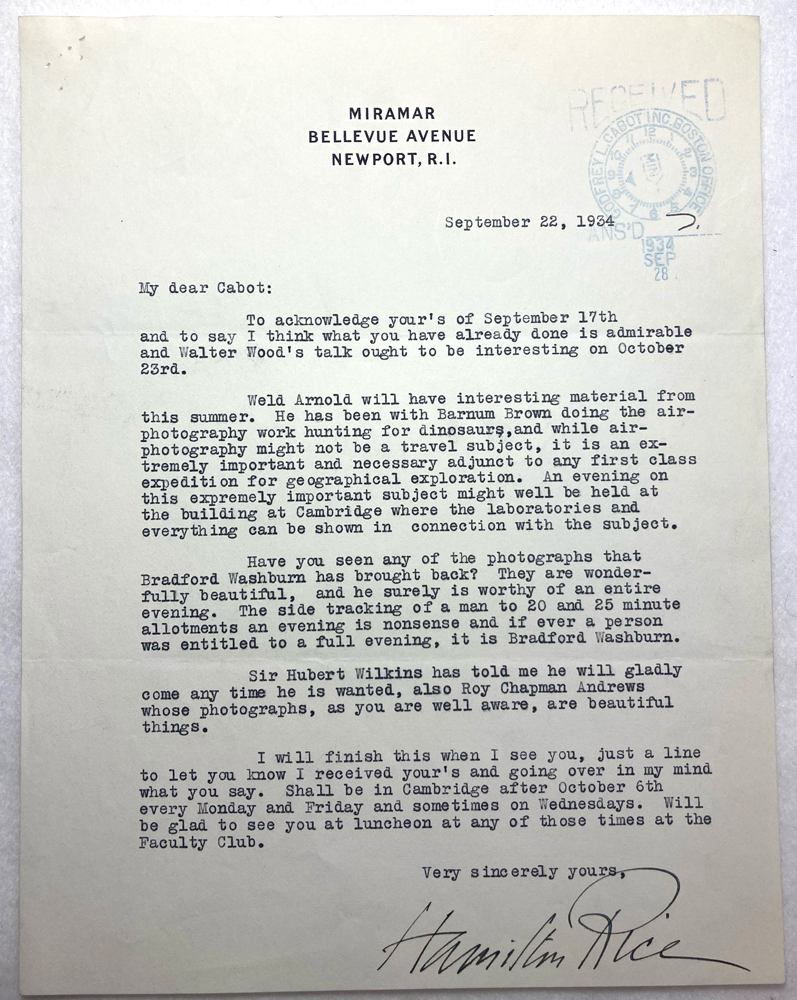 MIRAMAR
BELLEVUE AVENUE
NEWPORT, R.I.
RECEIVED
GODFREY L. CABOT INC. BOSTON OFFICE
12
ANS'D
1934
SEP
28
September 22, 1934
My dear Cabot:
To acknowledge your's of September 17th
and to say I think what you have already done is admirable
and Walter Wood's talk ought to be interesting on October
23rd.
Weld Arnold will have interesting material from
this summer. He has been with Barnum Brown doing the air-
photography work hunting for dinosaurs,and while air-
photography might not be a travel subject, it is an ex-
tremely important and necessary adjunct to any first class
expedition for geographical exploration. An evening on
this expremely important subject might well be held at
the building at Cambridge where the laboratories and
everything can be shown in connection with the subject.
Have you seen any of the photographs that
Bradford Washburn has brought back? They are wonder-
fully beautiful, and he surely is worthy of an entire
evening. The side tracking of a man to 20 and 25 minute
allotments an evening is nonsense and if ever a person
was entitled to a full evening, it is Bradford Washburn.
Sir Hubert Wilkins has told me he will gladly
come any time he is wanted, also Roy Chapman Andrews
whose photographs, as you are well aware, are beautiful
things.
I will finish this when I see you, just a line
to let you know I received your's and going over in my mind
what you say. Shall be in Cambridge after October 6th
every Monday and Friday and sometimes on Wednesdays. Will
be glad to see you at luncheon at any of those times at the
Faculty Club.
Very sincerely yours,
Hamilton Rice